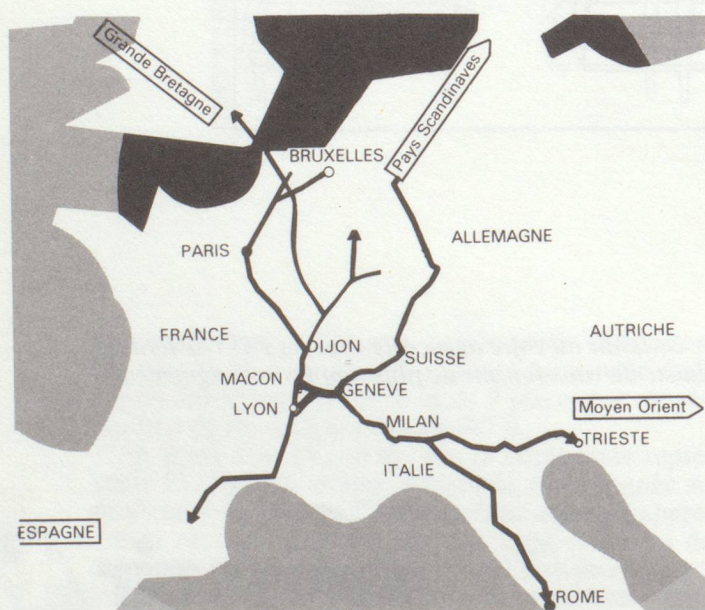 Grande Bretagne
Pays Scandinaves
BRUXELLES
PARIS
ALLEMAGNE
FRANCE
DIJON
AUTRICHE
SUISSE
MACON
GENEVE
LYON
MILAN
Moyen Orient
TRIESTE
ITALIE
ESPAGNE
ROME